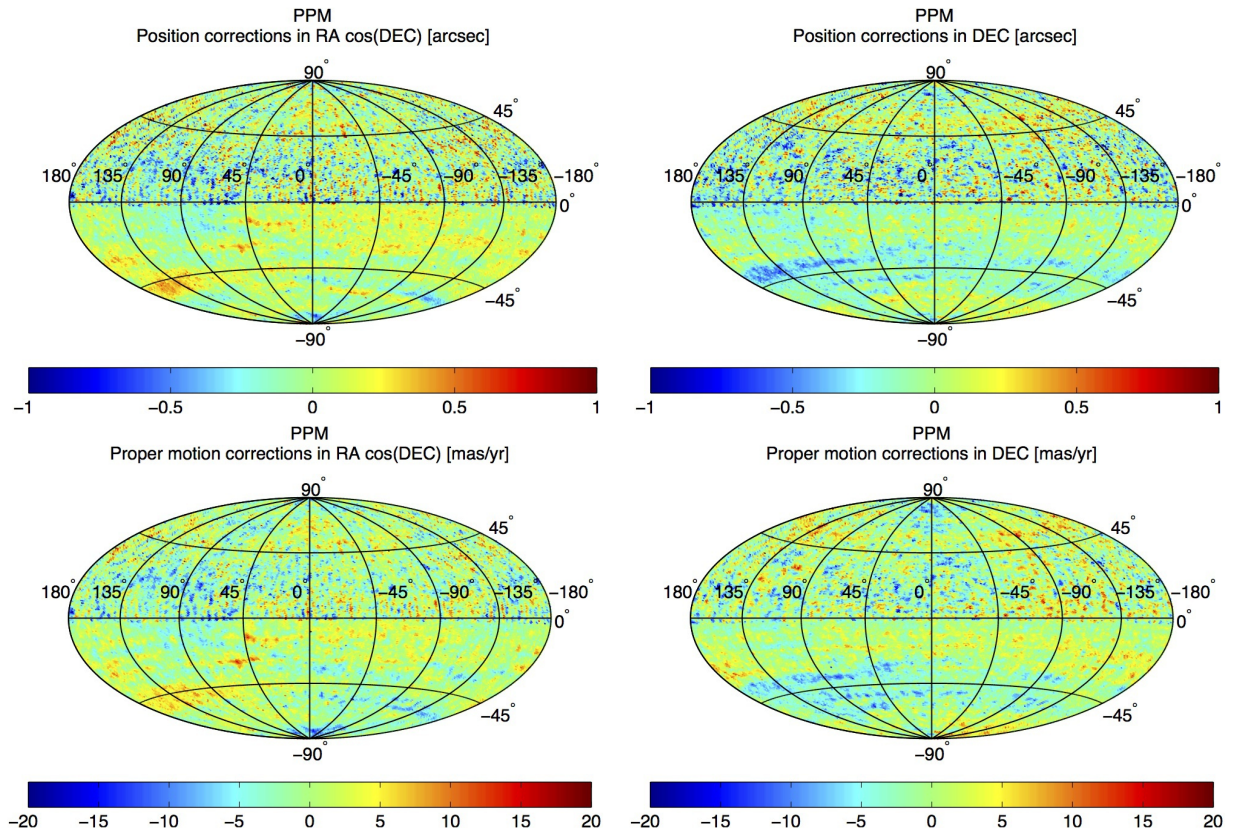 PPM
Position corrections in RA cos(DEC) [arcsec]
90°
45°
180° 135° 90° 45° 0° −45° −90° −135° −180°
0°
−45°
−90°
−1 −0.5 0 0.5 1
PPM
Position corrections in DEC [arcsec]
90°
45°
180° 135° 90° 45° 0° −45° −90° −135° −180°
0°
−45°
−90°
−1 −0.5 0 0.5 1
PPM
Proper motion corrections in RA cos(DEC) [mas/yr]
90°
45°
180° 135° 90° 45° 0° −45° −90° −135° −180°
0°
−45°
−90°
−20 −15 −10 −5 0 5 10 15 20
PPM
Proper motion corrections in DEC [mas/yr]
90°
45°
180° 135° 90° 45° 0° −45° −90° −135° −180°
0°
−45°
−90°
−20 −15 −10 −5 0 5 10 15 20